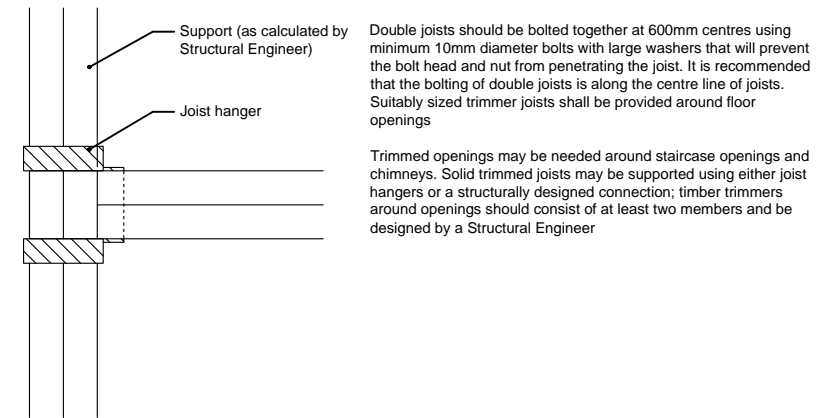 Support (as calculated by
Structural Engineer)
Joist hanger
Double joists should be bolted together at 600mm centres using
minimum 10mm diameter bolts with large washers that will prevent
the bolt head and nut from penetrating the joist. It is recommended
that the bolting of double joists is along the centre line of joists.
Suitably sized trimmer joists shall be provided around floor
openings
Trimmed openings may be needed around staircase openings and
chimneys. Solid trimmed joists may be supported using either joist
hangers or a structurally designed connection; timber trimmers
around openings should consist of at least two members and be
designed by a Structural Engineer